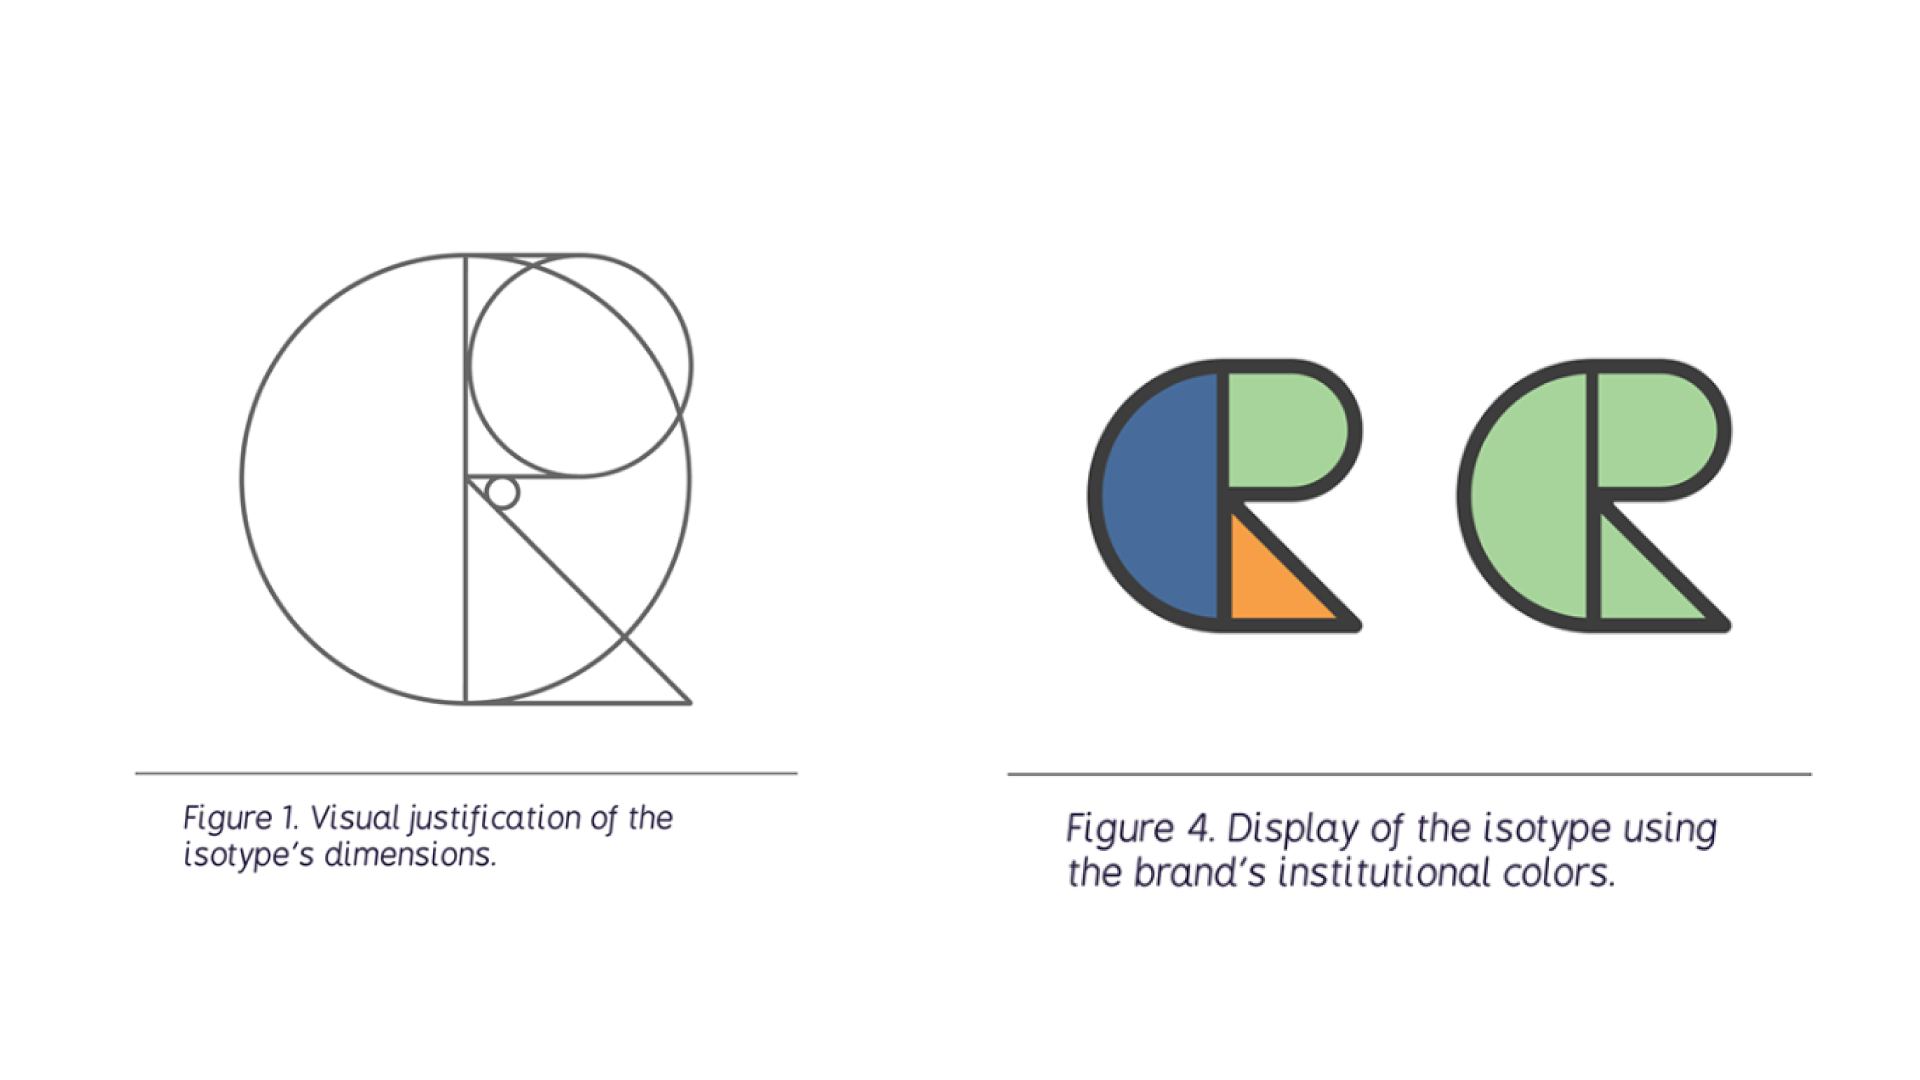 Figure 1. Visual justification of the
isotype's dimensions.
Figure 4. Display of the isotype using
the brand's institutional colors.